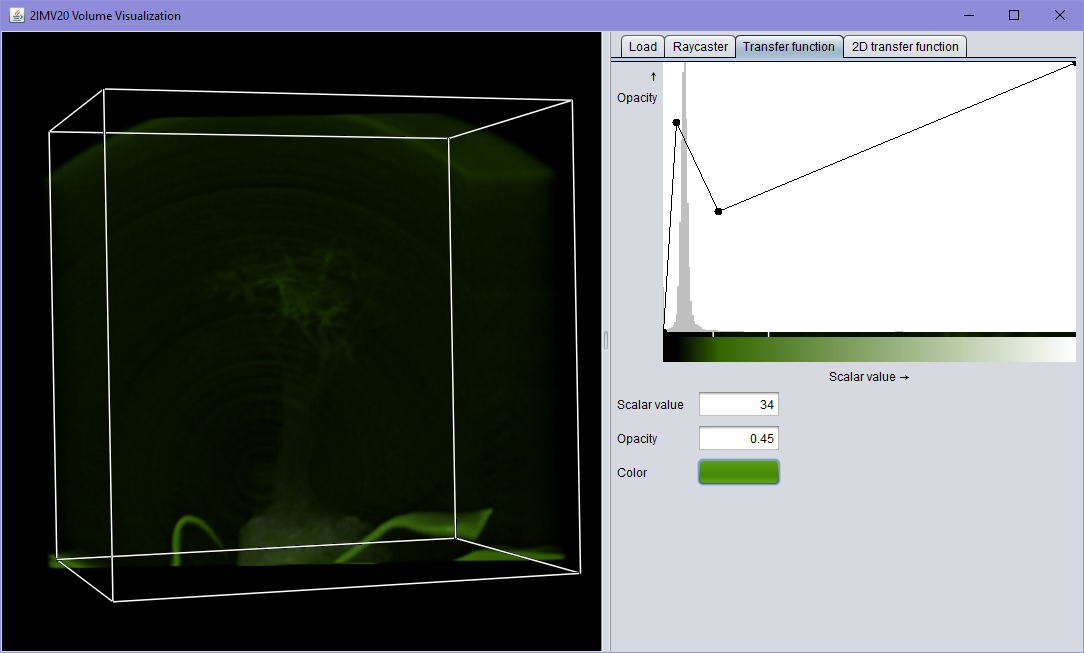 2IMV20 Volume Visualization
Load Raycaster Transfer function 2D transfer function
↑
Opacity
Scalar value →
Scalar value 34
Opacity 0.45
Color